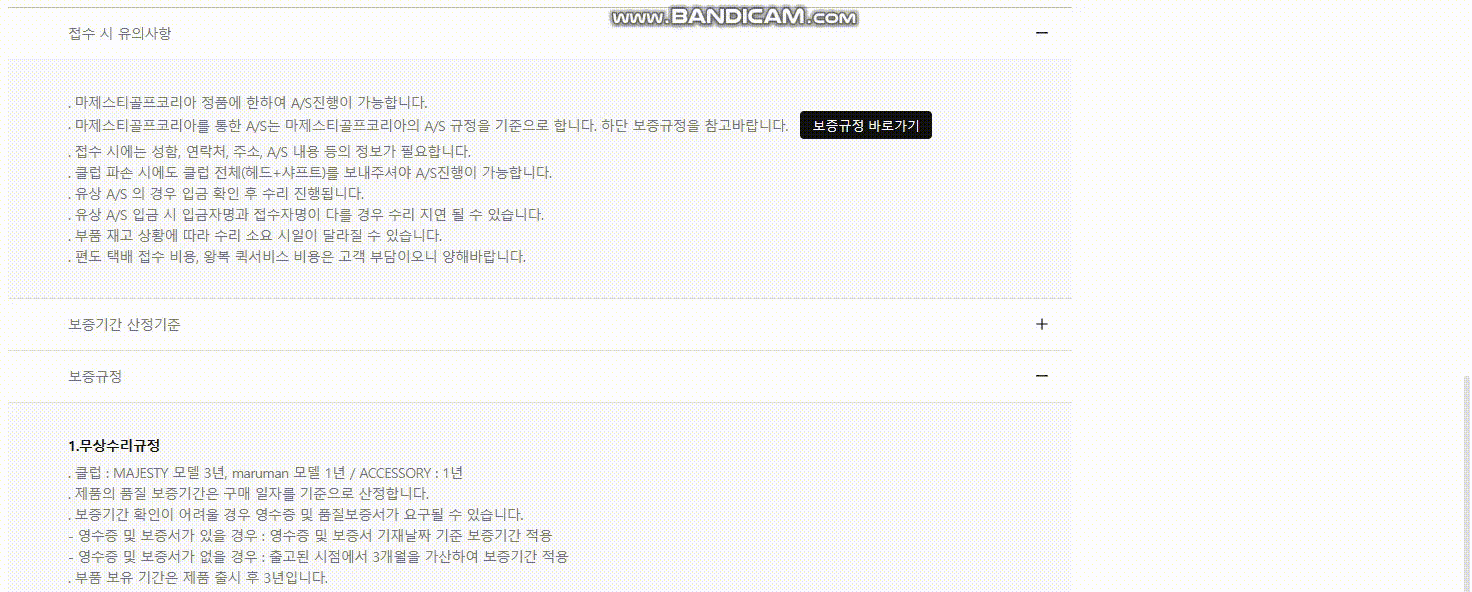 www.BANDICAM.com
접수 시 유의사항
. 마제스티골프코리아 정품에 한하여 A/S진행이 가능합니다.
. 마제스티골프코리아를 통한 A/S는 마제스티골프코리아의 A/S 규정을 기준으로 합니다. 하단 보증규정을 참고바랍니다. 보증규정 바로가기
. 접수 시에는 성함, 연락처, 주소, A/S 내용 등의 정보가 필요합니다.
. 클럽 파손 시에도 클럽 전체(헤드+샤프트)를 보내주셔야 A/S진행이 가능합니다.
. 유상 A/S 의 경우 입금 확인 후 수리 진행됩니다.
. 유상 A/S 입금 시 입금자명과 접수자명이 다를 경우 수리 지연 될 수 있습니다.
. 부품 재고 상황에 따라 수리 소요 시일이 달라질 수 있습니다.
. 편도 택배 접수 비용, 왕복 퀵서비스 비용은 고객 부담이오니 양해바랍니다.
보증기간 산정기준
보증규정
1.무상수리규정
. 클럽 : MAJESTY 모델 3년, maruman 모델 1년 / ACCESSORY : 1년
. 제품의 품질 보증기간은 구매 일자를 기준으로 산정합니다.
. 보증기간 확인이 어려울 경우 영수증 및 품질보증서가 요구될 수 있습니다.
- 영수증 및 보증서가 있을 경우 : 영수증 및 보증서 기재날짜 기준 보증기간 적용
- 영수증 및 보증서가 없을 경우 : 출고된 시점에서 3개월을 가산하여 보증기간 적용
. 부품 보유 기간은 제품 출시 후 3년입니다.